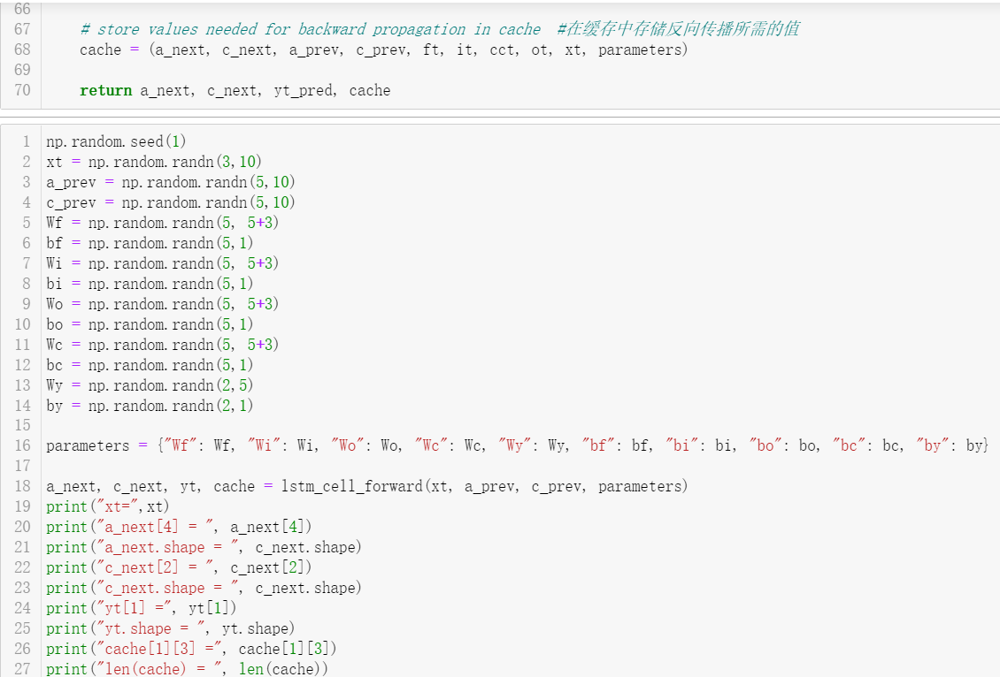 66
67 # store values needed for backward propagation in cache #在缓存中存储反向传播所需的值
68 cache = (a_next, c_next, a_prev, c_prev, ft, it, cct, ot, xt, parameters)
69
70 return a_next, c_next, yt_pred, cache
1 np.random.seed(1)
2 xt = np.random.randn(3,10)
3 a_prev = np.random.randn(5,10)
4 c_prev = np.random.randn(5,10)
5 Wf = np.random.randn(5, 5+3)
6 bf = np.random.randn(5,1)
7 Wi = np.random.randn(5, 5+3)
8 bi = np.random.randn(5,1)
9 Wo = np.random.randn(5, 5+3)
10 bo = np.random.randn(5,1)
11 Wc = np.random.randn(5, 5+3)
12 bc = np.random.randn(5,1)
13 Wy = np.random.randn(2,5)
14 by = np.random.randn(2,1)
15
16 parameters = {"Wf": Wf, "Wi": Wi, "Wo": Wo, "Wc": Wc, "Wy": Wy, "bf": bf, "bi": bi, "bo": bo, "bc": bc, "by": by}
17
18 a_next, c_next, yt, cache = lstm_cell_forward(xt, a_prev, c_prev, parameters)
19 print("xt=",xt)
20 print("a_next[4] = ", a_next[4])
21 print("a_next.shape = ", c_next.shape)
22 print("c_next[2] = ", c_next[2])
23 print("c_next.shape = ", c_next.shape)
24 print("yt[1] =", yt[1])
25 print("yt.shape = ", yt.shape)
26 print("cache[1][3] =", cache[1][3])
27 print("len(cache) = ", len(cache))